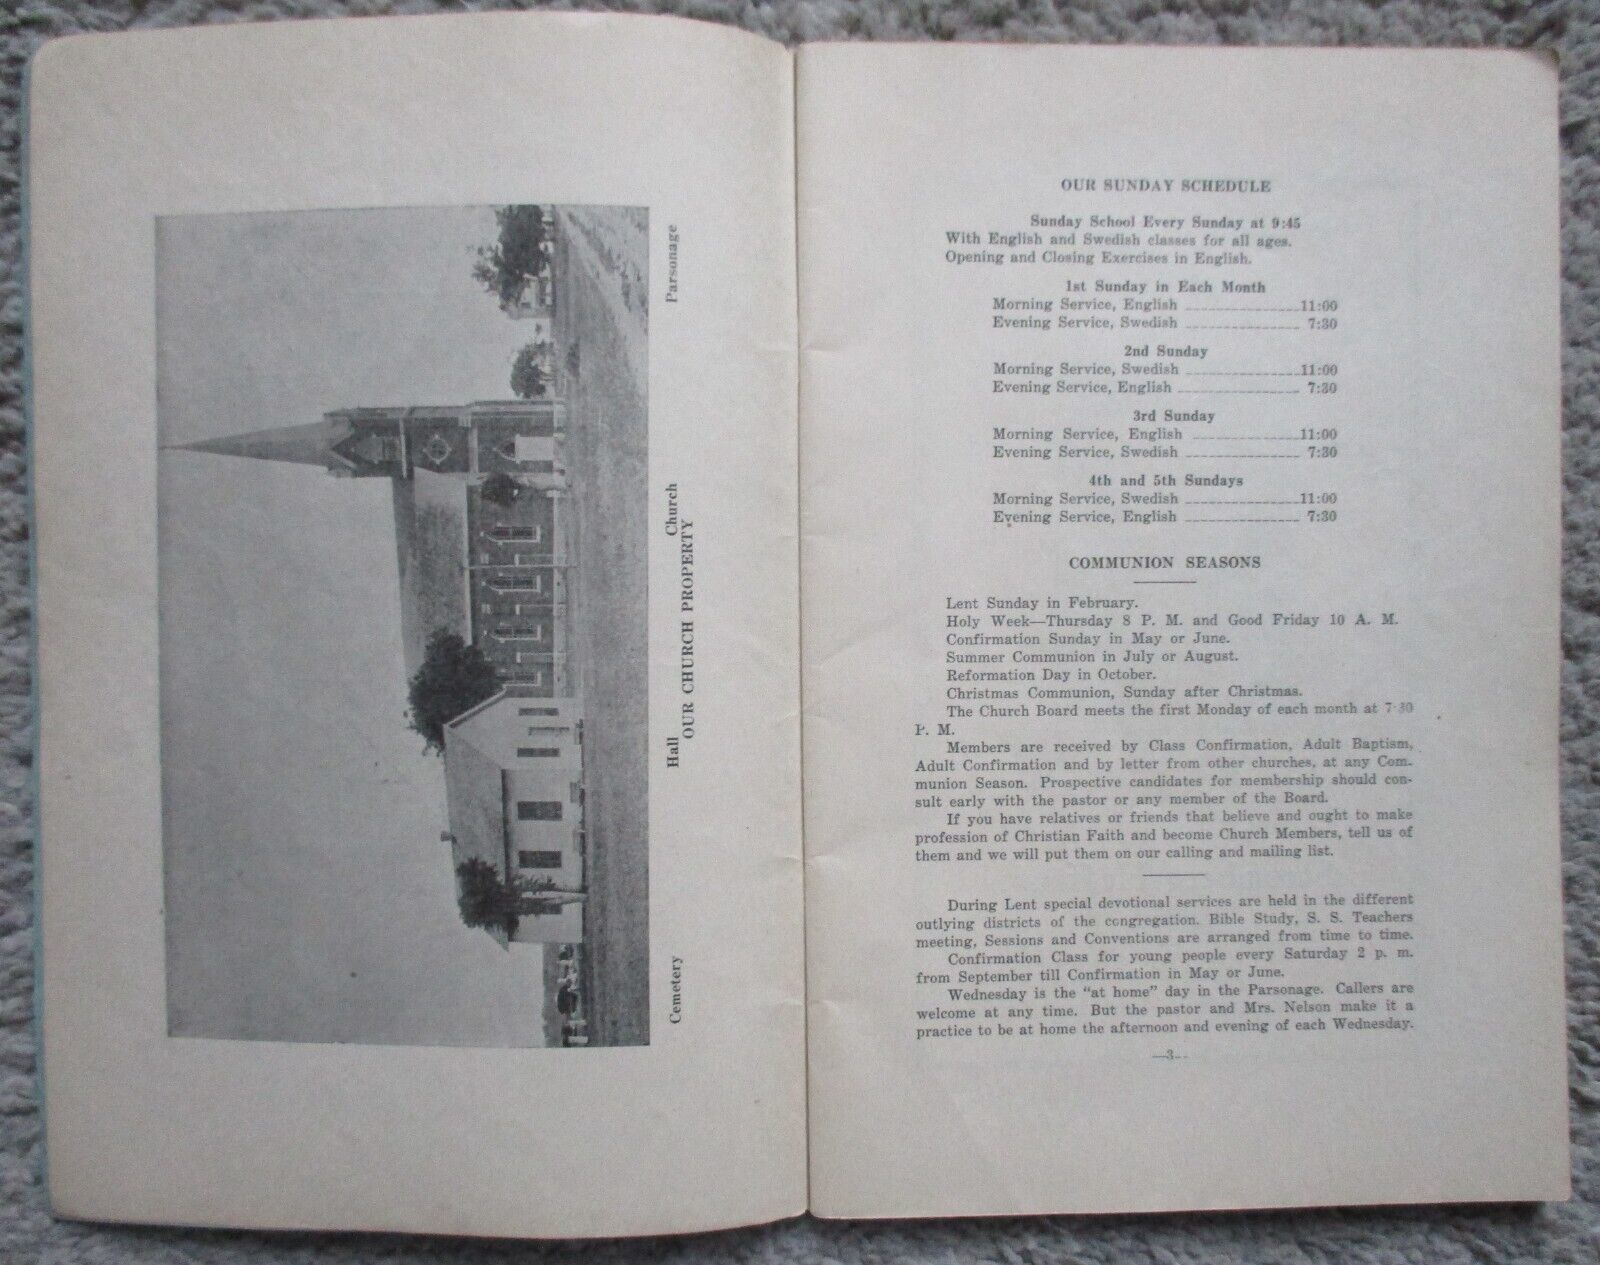 Cemetery Hall Church Parsonage
OUR CHURCH PROPERTY
OUR SUNDAY SCHEDULE
Sunday School Every Sunday at 9:45
With English and Swedish classes for all ages.
Opening and Closing Exercises in English.
1st Sunday in Each Month
Morning Service, English 11:00
Evening Service, Swedish 7:30
2nd Sunday
Morning Service, Swedish 11:00
Evening Service, English 7:30
3rd Sunday
Morning Service, English 11:00
Evening Service, Swedish 7:30
4th and 5th Sundays
Morning Service, Swedish 11:00
Evening Service, English 7:30
COMMUNION SEASONS
Lent Sunday in February.
Holy Week—Thursday 8 P. M. and Good Friday 10 A. M.
Confirmation Sunday in May or June.
Summer Communion in July or August.
Reformation Day in October.
Christmas Communion, Sunday after Christmas.
The Church Board meets the first Monday of each month at 7:30
P. M.
Members are received by Class Confirmation, Adult Baptism,
Adult Confirmation and by letter from other churches, at any Com-
munion Season. Prospective candidates for membership should con-
sult early with the pastor or any member of the Board.
If you have relatives or friends that believe and ought to make
profession of Christian Faith and become Church Members, tell us of
them and we will put them on our calling and mailing list.
During Lent special devotional services are held in the different
outlying districts of the congregation. Bible Study, S. S. Teachers
meeting, Sessions and Conventions are arranged from time to time.
Confirmation Class for young people every Saturday 2 p. m.
from September till Confirmation in May or June.
Wednesday is the "at home" day in the Parsonage. Callers are
welcome at any time. But the pastor and Mrs. Nelson make it a
practice to be at home the afternoon and evening of each Wednesday.
—3—